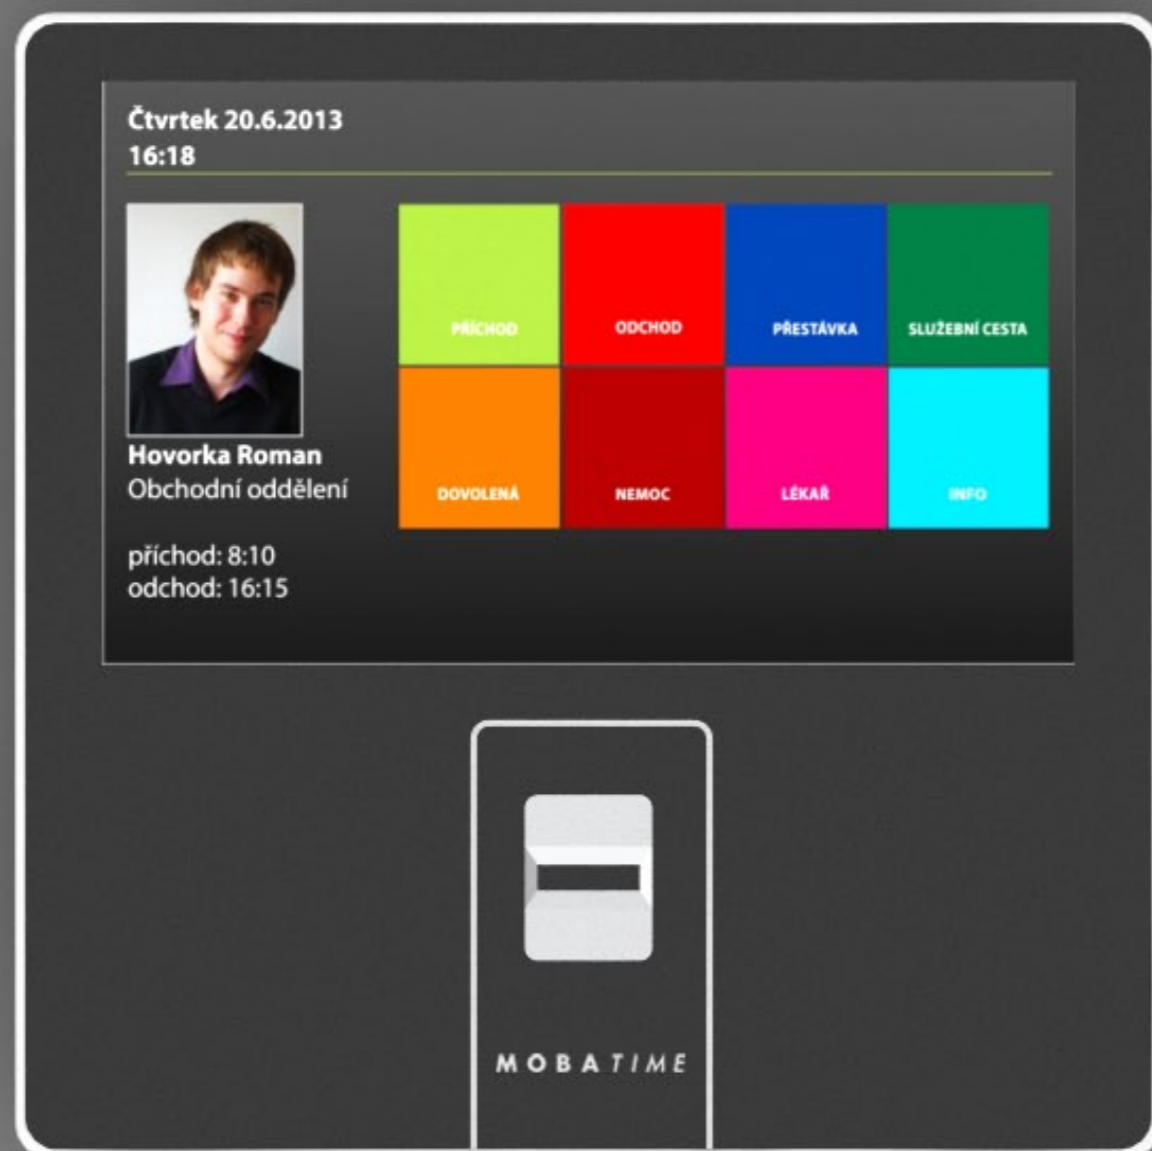 Čtvrtek 20.6.2013
16:18
PŘÍCHOD
ODCHOD
PŘESTÁVKA
SLUŽEBNÍ CESTA
DOVOLENÁ
NEMOC
LÉKAŘ
INFO
Hovorka Roman
Obchodní oddělení
příchod: 8:10
odchod: 16:15
MOBATIME